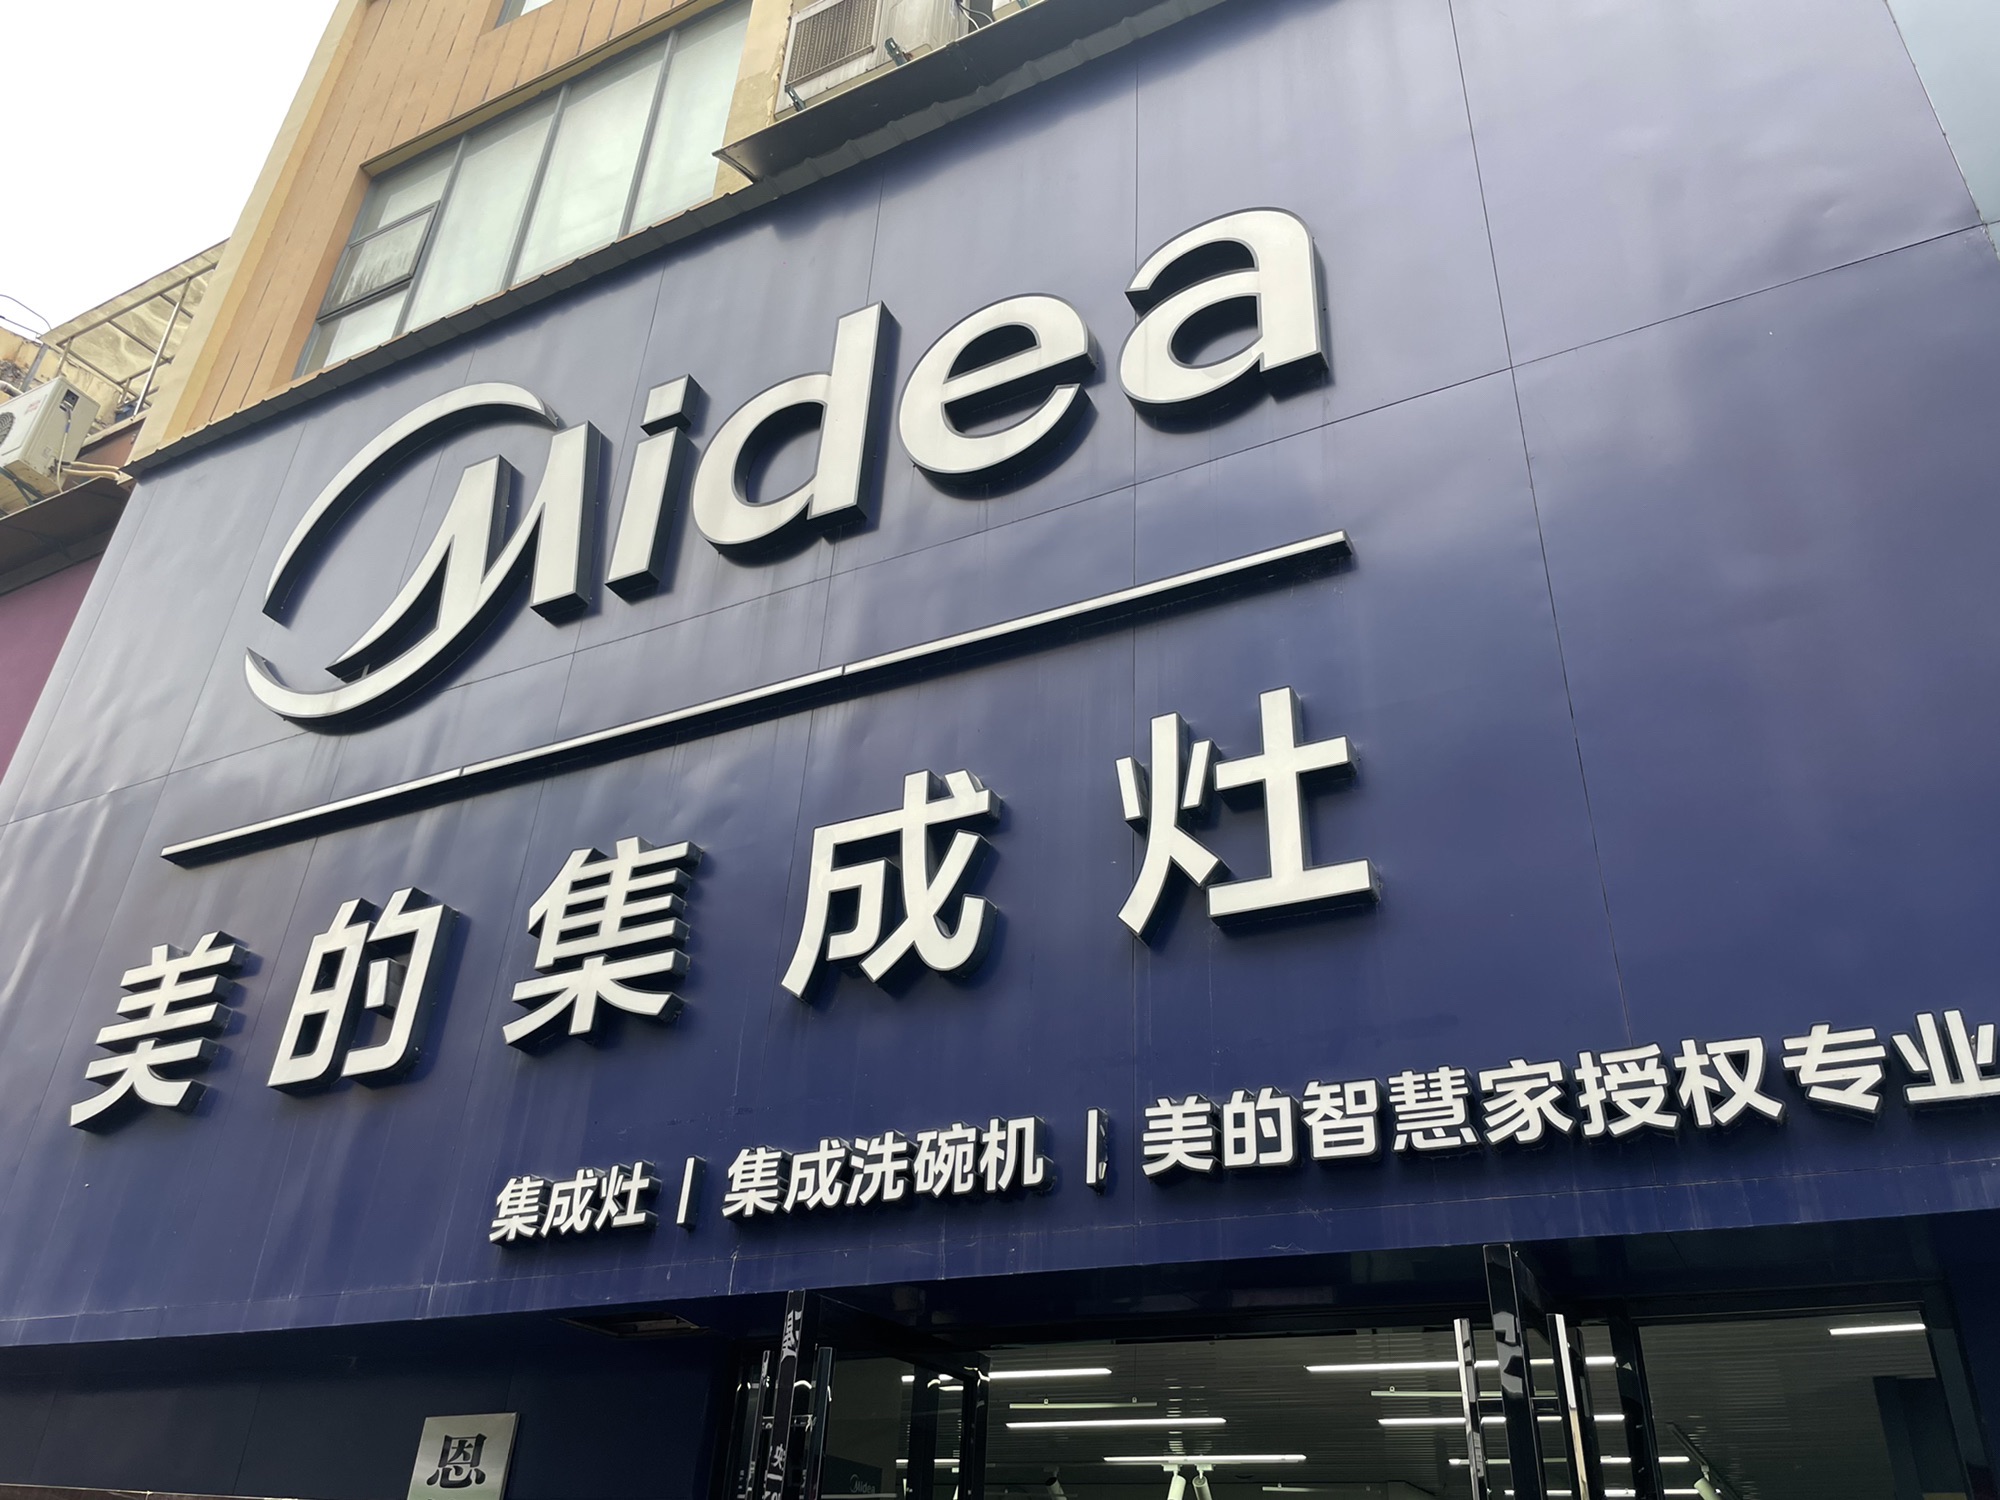 Midea
美的集成灶
集成灶 | 集成洗碗机 | 美的智慧家授权专业
恩
Midea